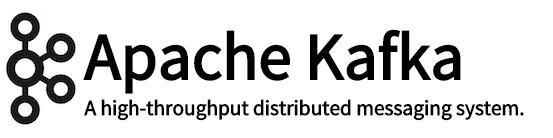 Apache Kafka
A high-throughput distributed messaging system.